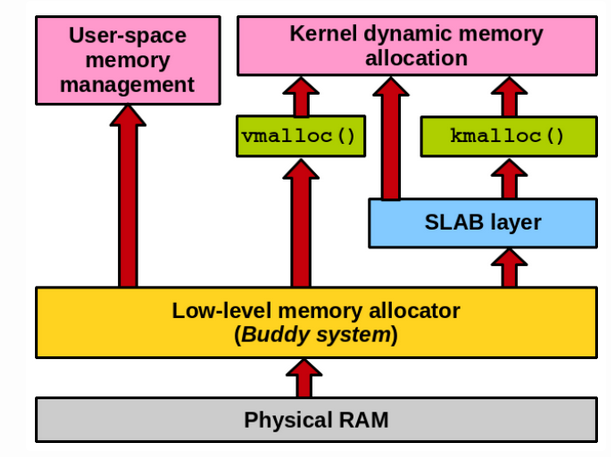 User-space
memory
management
Kernel dynamic memory
allocation
vmalloc()
kmalloc()
SLAB layer
Low-level memory allocator
(Buddy system)
Physical RAM